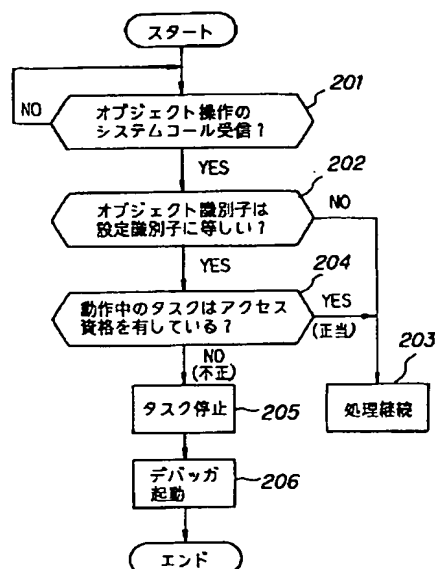 スタート
201
NO
オブジェクト操作の
システムコール受信?
YES
202
オブジェクト識別子は
設定識別子に等しい?
NO
YES
204
動作中のタスクはアクセス
資格を有している?
YES
(正当)
NO
(不正)
203
タスク停止
205
処理継続
デバッガ
起動
206
エンド